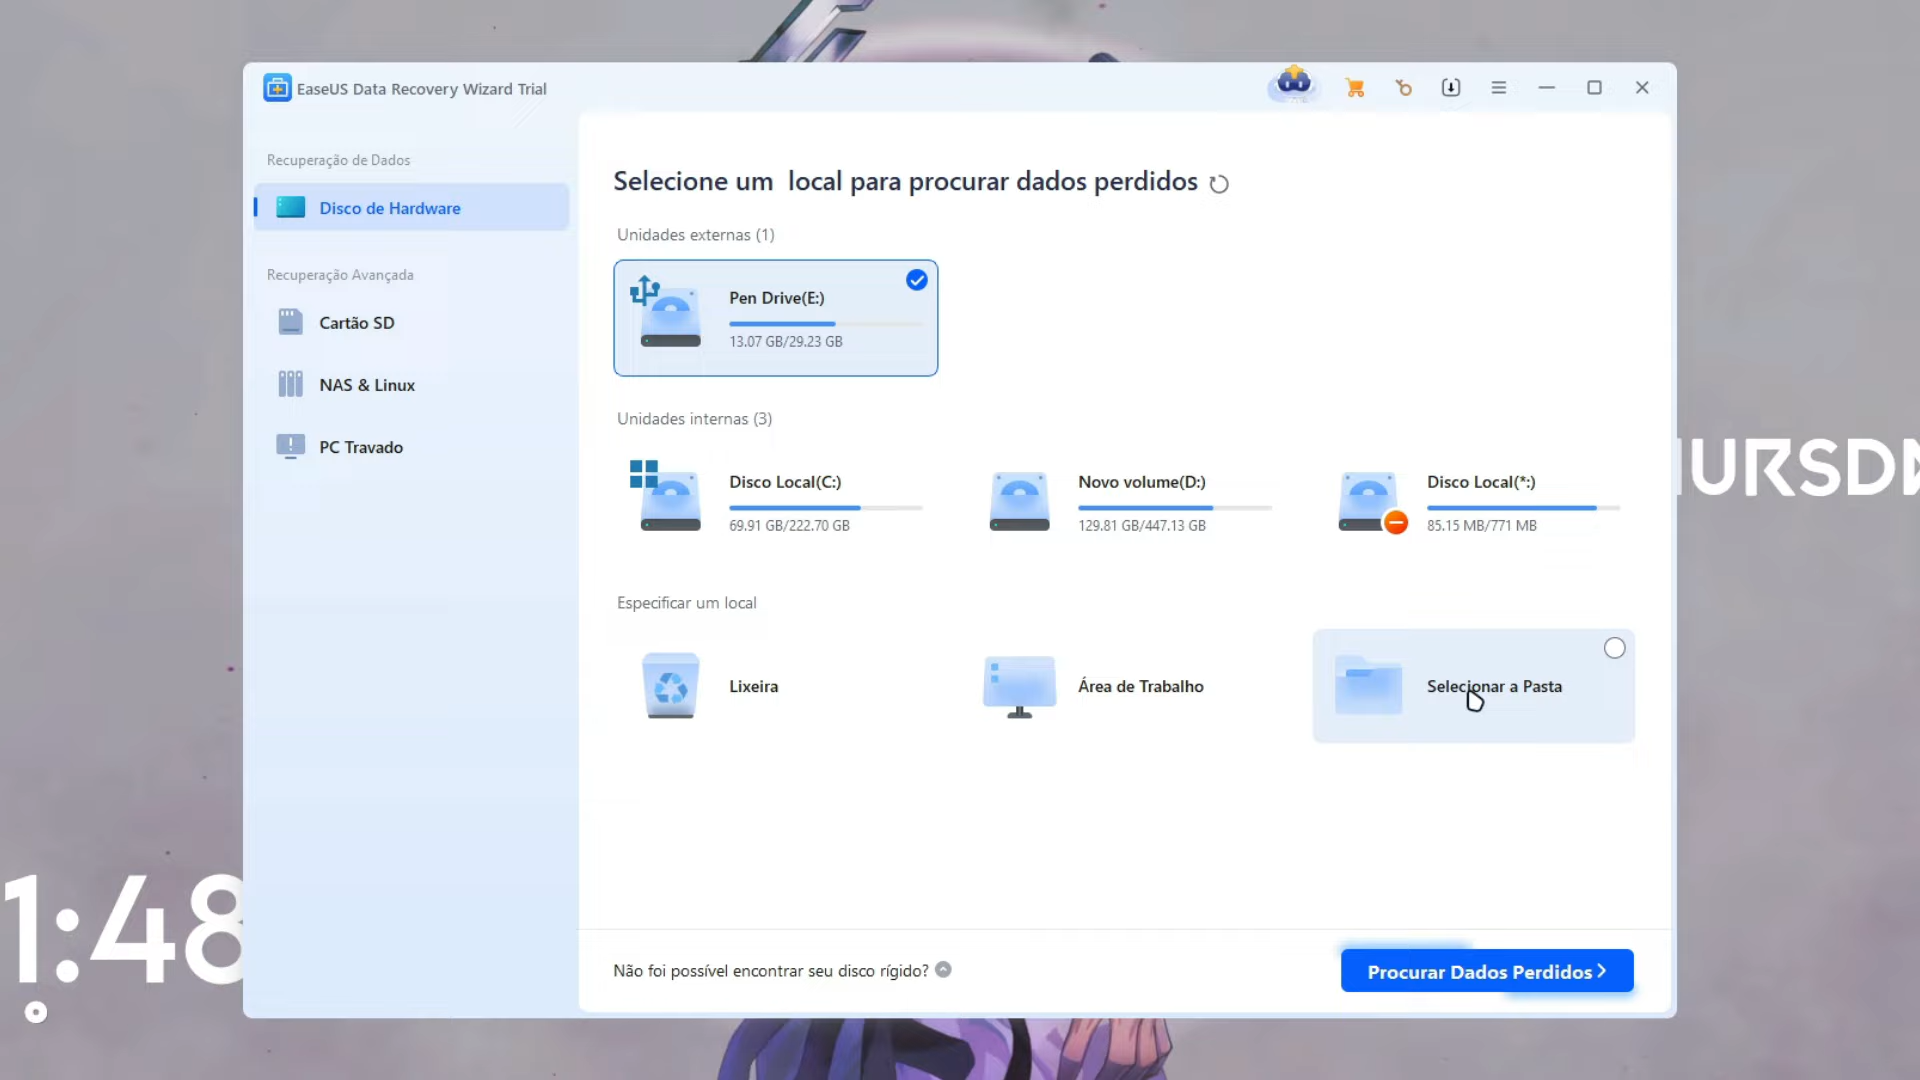 EaseUS Data Recovery Wizard Trial
Recuperação de Dados
Disco de Hardware
Recuperação Avançada
Cartão SD
NAS & Linux
PC Travado
Selecione um  local para procurar dados perdidos
Unidades externas (1)
Pen Drive(E:)
13.07 GB/29.23 GB
Unidades internas (3)
Disco Local(C:)
69.91 GB/222.70 GB
Novo volume(D:)
129.81 GB/447.13 GB
Disco Local(*:)
85.15 MB/771 MB
Especificar um local
Lixeira
Área de Trabalho
Selecionar a Pasta
Não foi possível encontrar seu disco rígido?
Procurar Dados Perdidos
1:48
URSD